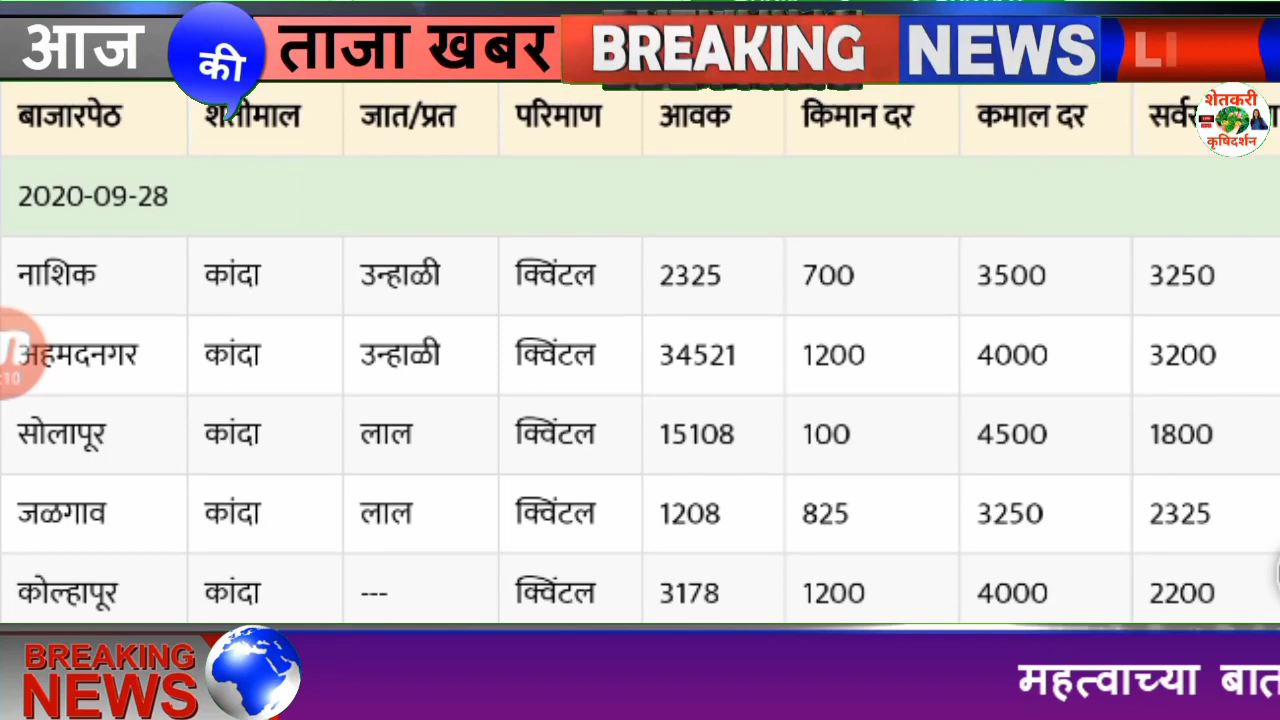 आज की ताजा खबर BREAKING NEWS LI
बाजारपेठ शेतीमाल जात/प्रत परिमाण आवक किमान दर कमाल दर
शेतकरी
कृषिदर्शन
2020-09-28
नाशिक कांदा उन्हाळी क्विंटल 2325 700 3500 3250
अहमदनगर कांदा उन्हाळी क्विंटल 34521 1200 4000 3200
:10
सोलापूर कांदा लाल क्विंटल 15108 100 4500 1800
जळगाव कांदा लाल क्विंटल 1208 825 3250 2325
कोल्हापूर कांदा --- क्विंटल 3178 1200 4000 2200
BREAKING
NEWS
महत्वाच्या बात